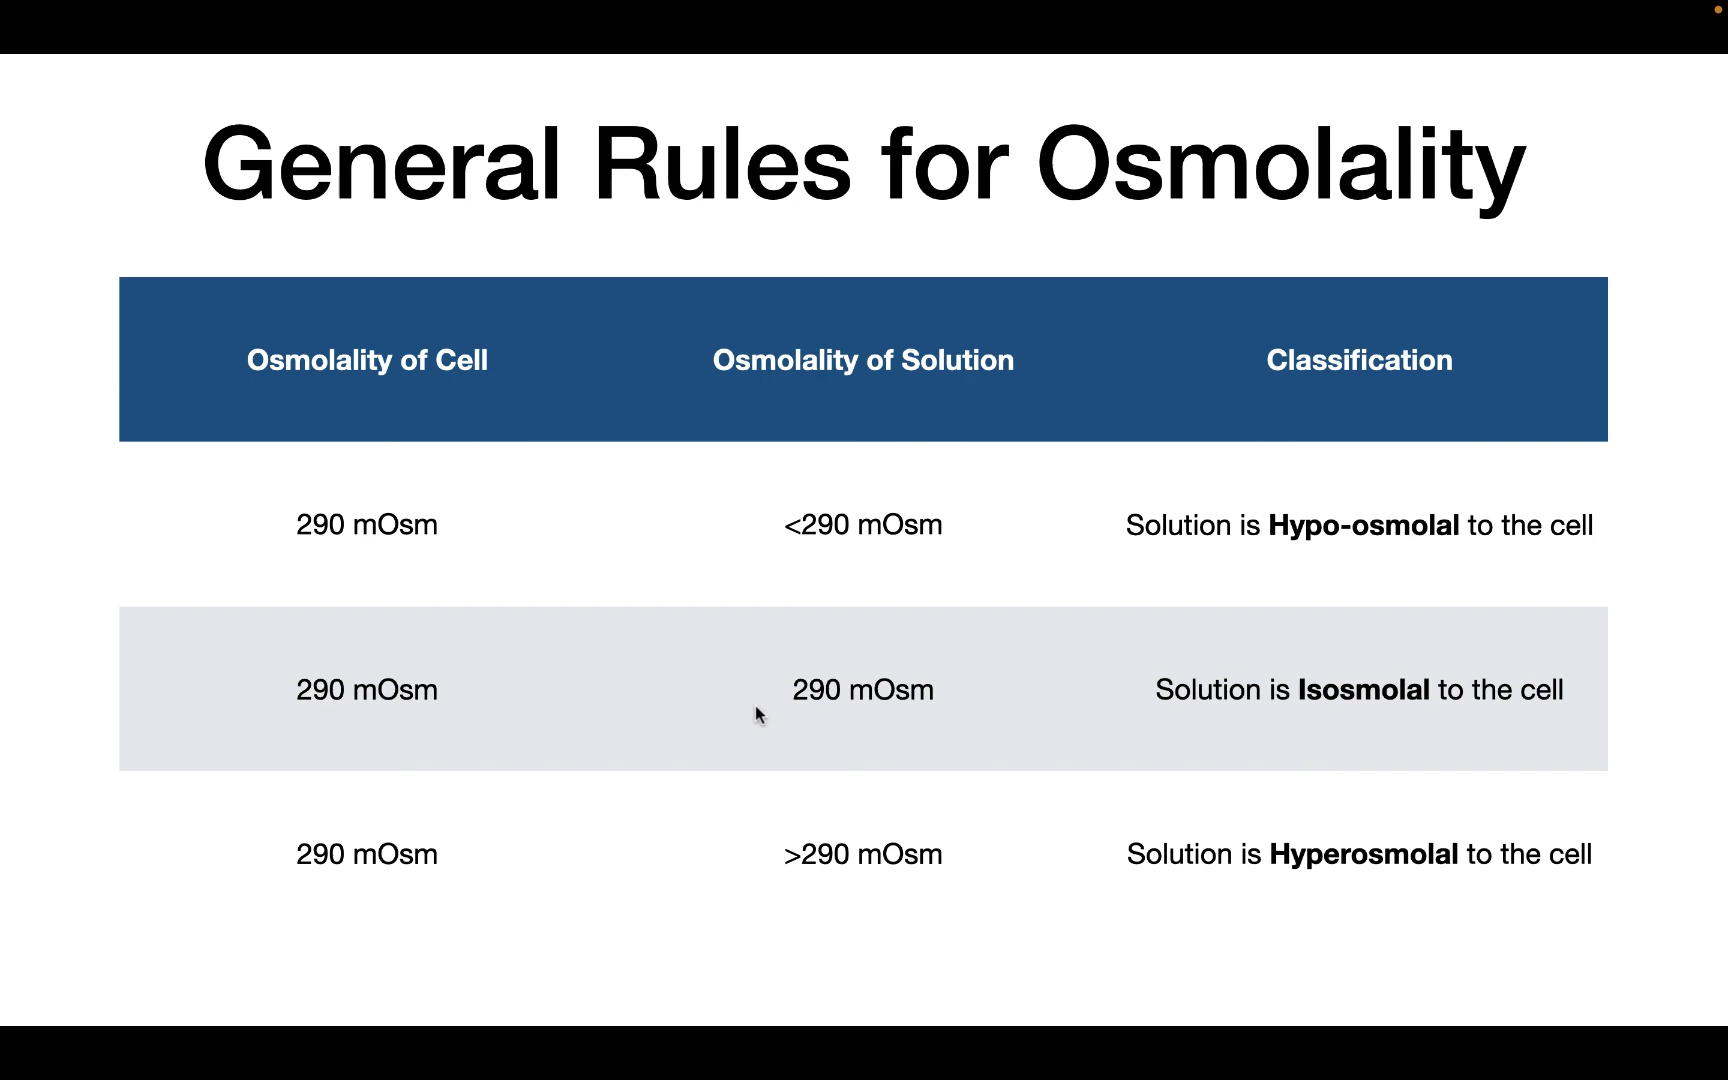 General Rules for Osmolality
Osmolality of Cell Osmolality of Solution Classification
290 mOsm <290 mOsm Solution is Hypo-osmolal to the cell
290 mOsm 290 mOsm Solution is Isosmolal to the cell
290 mOsm >290 mOsm Solution is Hyperosmolal to the cell